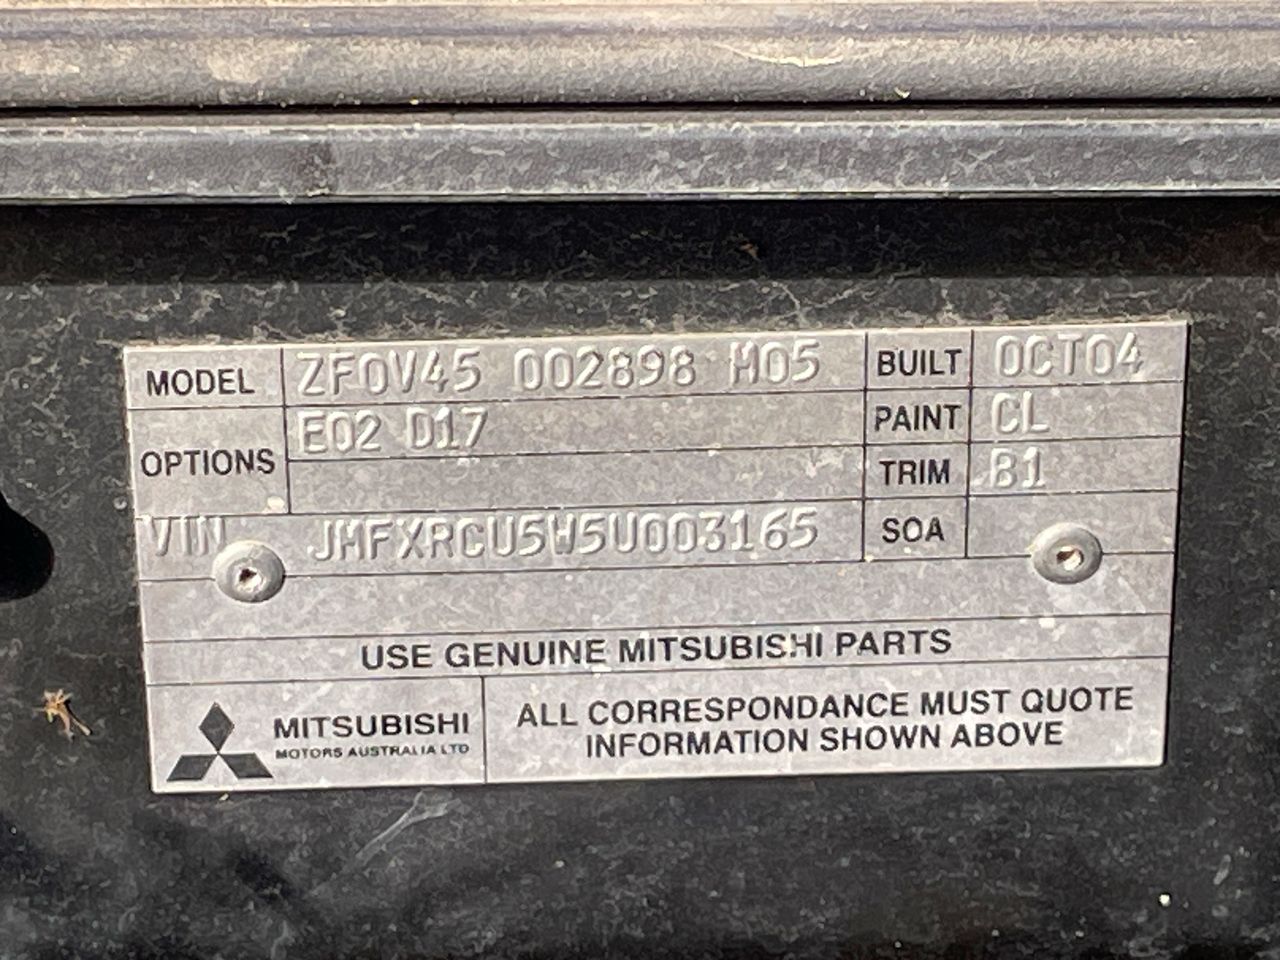 MODEL ZF0V45 002898 M05 BUILT OCT04
OPTIONS E02 D17 PAINT CL
TRIM B1
VIN JMFXRCU5W5U003165 SOA
USE GENUINE MITSUBISHI PARTS
MITSUBISHI
MOTORS AUSTRALIA LTD
ALL CORRESPONDANCE MUST QUOTE
INFORMATION SHOWN ABOVE